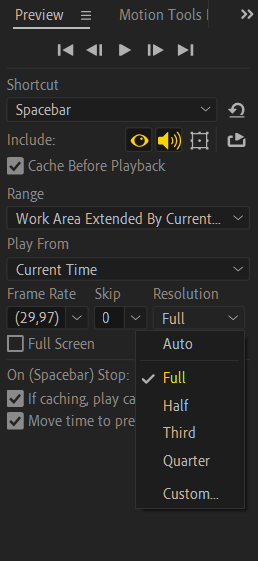 Preview
Motion Tools
Shortcut
Spacebar
Include:
Cache Before Playback
Range
Work Area Extended By Current...
Play From
Current Time
Frame Rate Skip Resolution
(29,97) 0 Full
Full Screen
Auto
Full
Half
Third
Quarter
Custom...
On (Spacebar) Stop:
If caching, play ca
Move time to pre